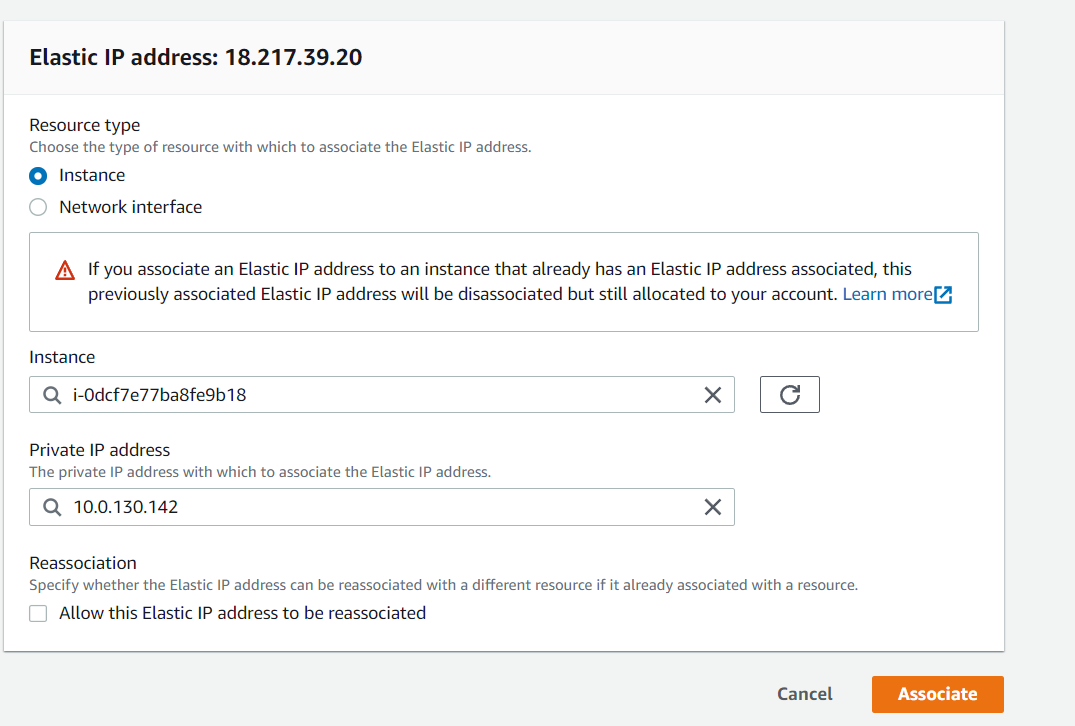 Elastic IP address: 18.217.39.20
Resource type
Choose the type of resource with which to associate the Elastic IP address.
Instance
Network interface
If you associate an Elastic IP address to an instance that already has an Elastic IP address associated, this
previously associated Elastic IP address will be disassociated but still allocated to your account. Learn more
Instance
i-0dcf7e77ba8fe9b18
Private IP address
The private IP address with which to associate the Elastic IP address.
10.0.130.142
Reassociation
Specify whether the Elastic IP address can be reassociated with a different resource if it already associated with a resource.
Allow this Elastic IP address to be reassociated
Cancel Associate